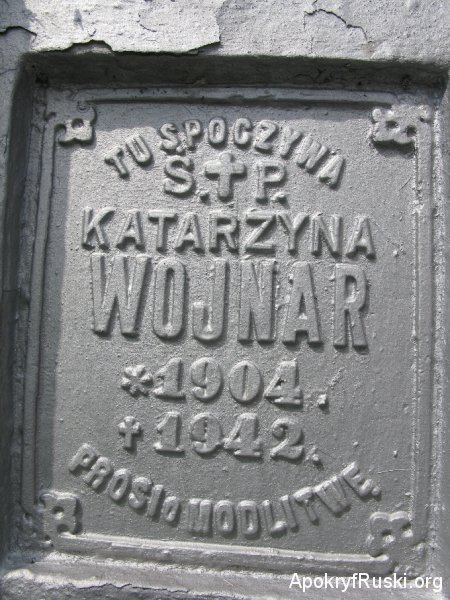 TU SPOCZYWA
Ś.✝P.
KATARZYNA
WOJNAR
*1904.
✝1942.
PROSI o MODLITWĘ.
ApokryfRuski.org